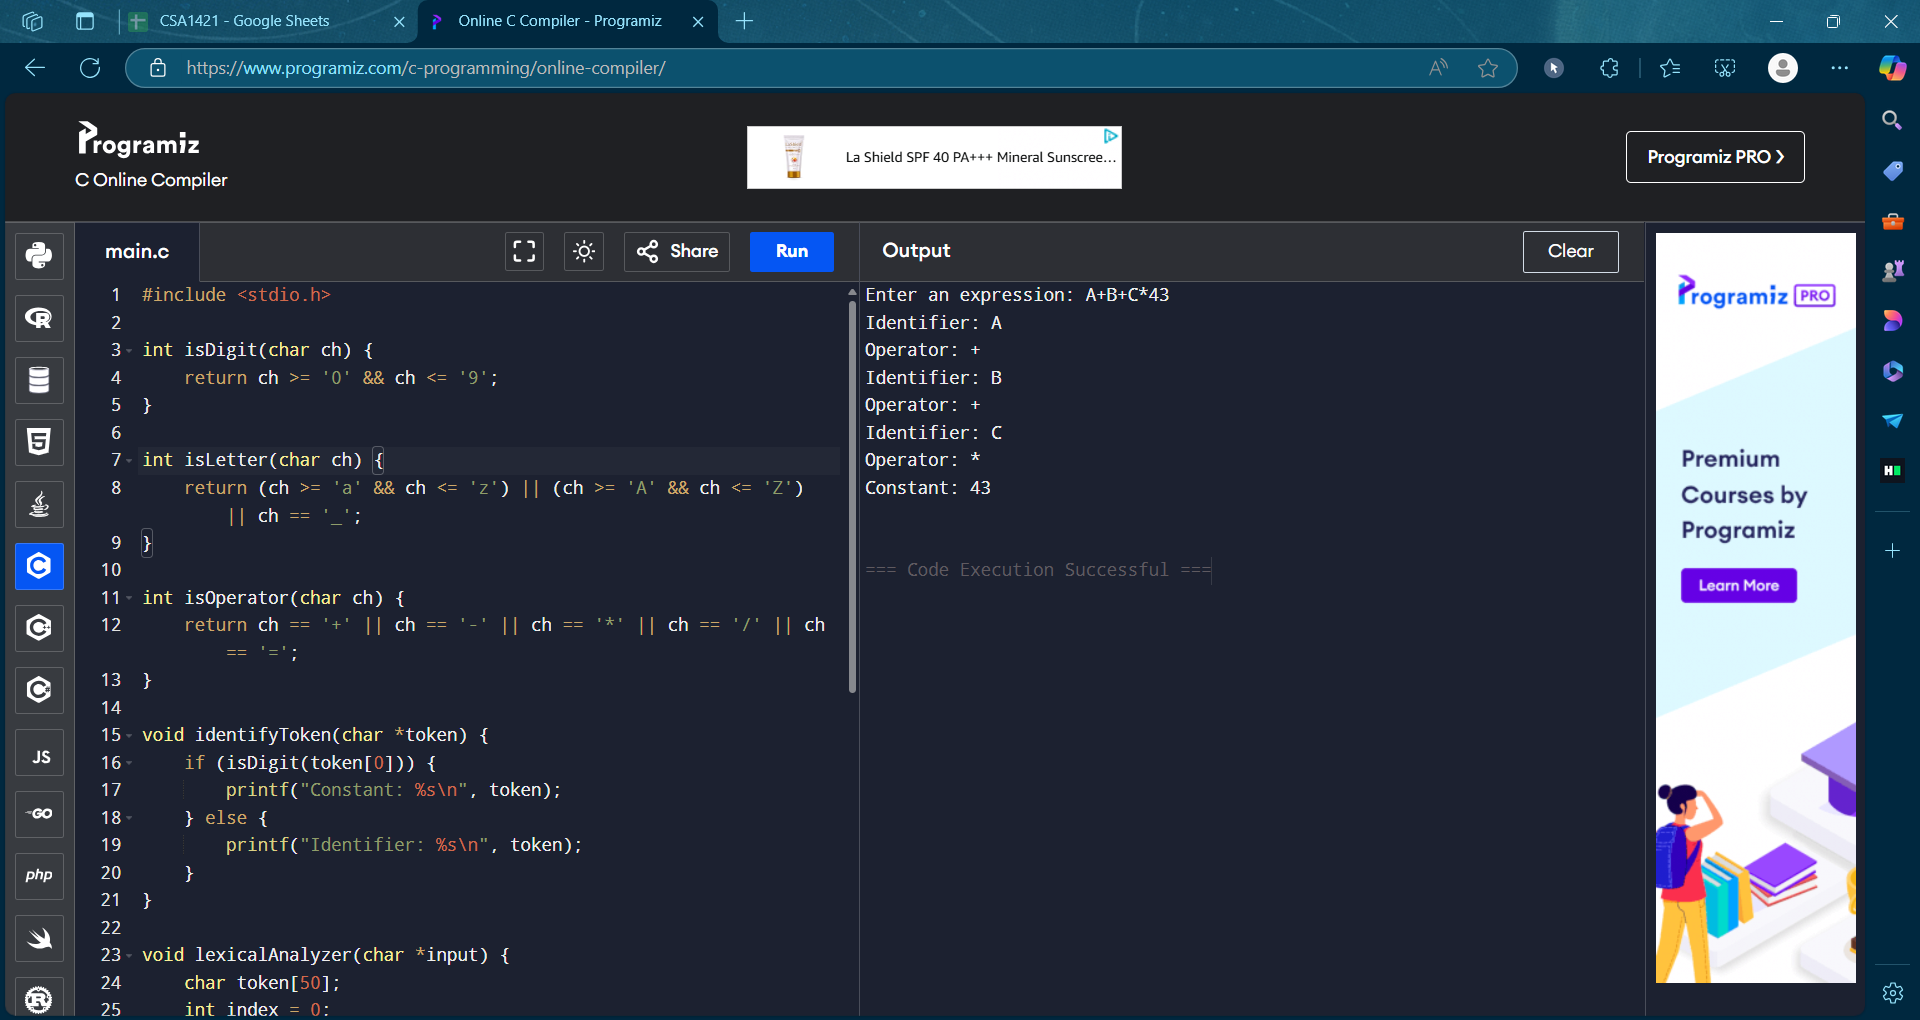 CSA1421 - Google Sheets
Online C Compiler - Programiz
https://www.programiz.com/c-programming/online-compiler/
Programiz
C Online Compiler
La Shield SPF 40 PA+++ Mineral Sunscree...
Programiz PRO ❯
main.c
Share
Run
Output
Clear
1 #include <stdio.h>
2
3 int isDigit(char ch) {
4     return ch >= '0' && ch <= '9';
5 }
6
7 int isLetter(char ch) {
8     return (ch >= 'a' && ch <= 'z') || (ch >= 'A' && ch <= 'Z')
        || ch == '_';
9 }
10
11 int isOperator(char ch) {
12     return ch == '+' || ch == '-' || ch == '*' || ch == '/' || ch
        == '=';
13 }
14
15 void identifyToken(char *token) {
16     if (isDigit(token[0])) {
17         printf("Constant: %s\n", token);
18     } else {
19         printf("Identifier: %s\n", token);
20     }
21 }
22
23 void lexicalAnalyzer(char *input) {
24     char token[50];
25     int index = 0;
Enter an expression: A+B+C*43
Identifier: A
Operator: +
Identifier: B
Operator: +
Identifier: C
Operator: *
Constant: 43
=== Code Execution Successful ===
Programiz PRO
Premium
Courses by
Programiz
Learn More
R
5
C
C
C
JS
GO
php
R